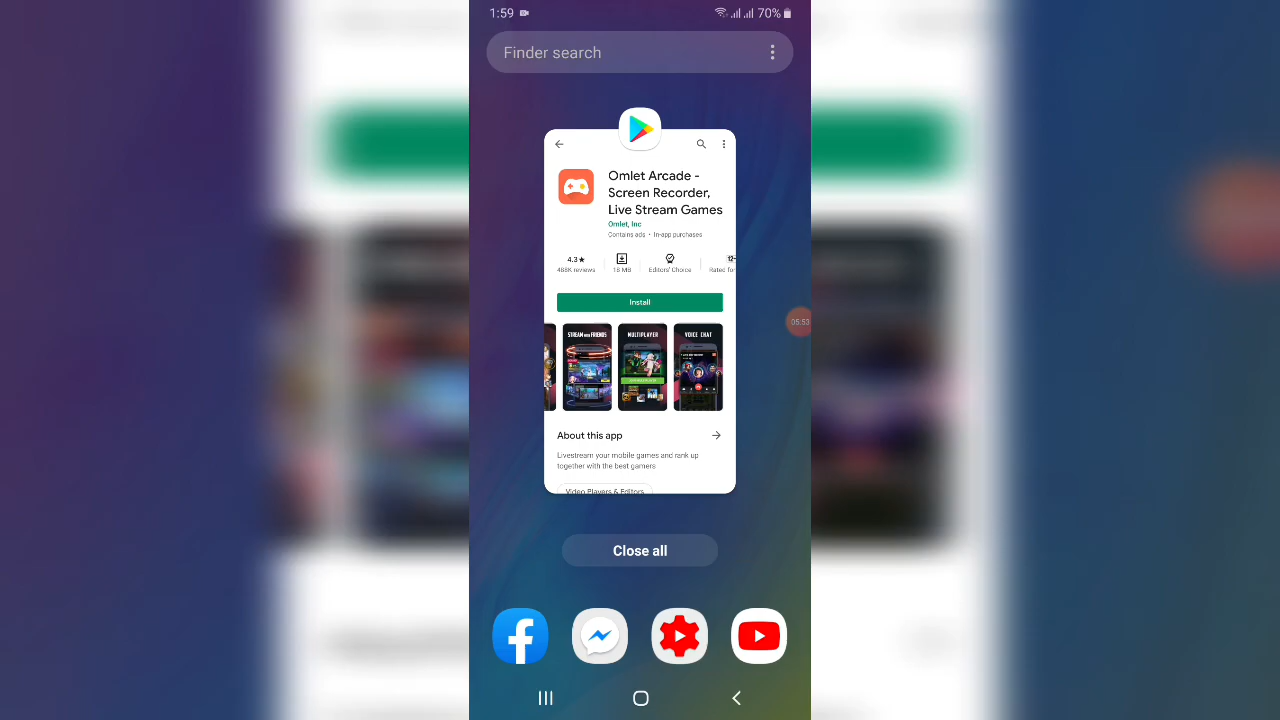 1:59
70%
Finder search
Omlet Arcade -
Screen Recorder,
Live Stream Games
Omlet, Inc
Contains ads • In-app purchases
4.3★
488K reviews
18 MB
Editors' Choice
12+
Rated for
Install
STREAM WITH FRIENDS
MULTIPLAYER
VOICE CHAT
05:53
About this app
Livestream your mobile games and rank up
together with the best gamers
Video Players & Editors
Close all